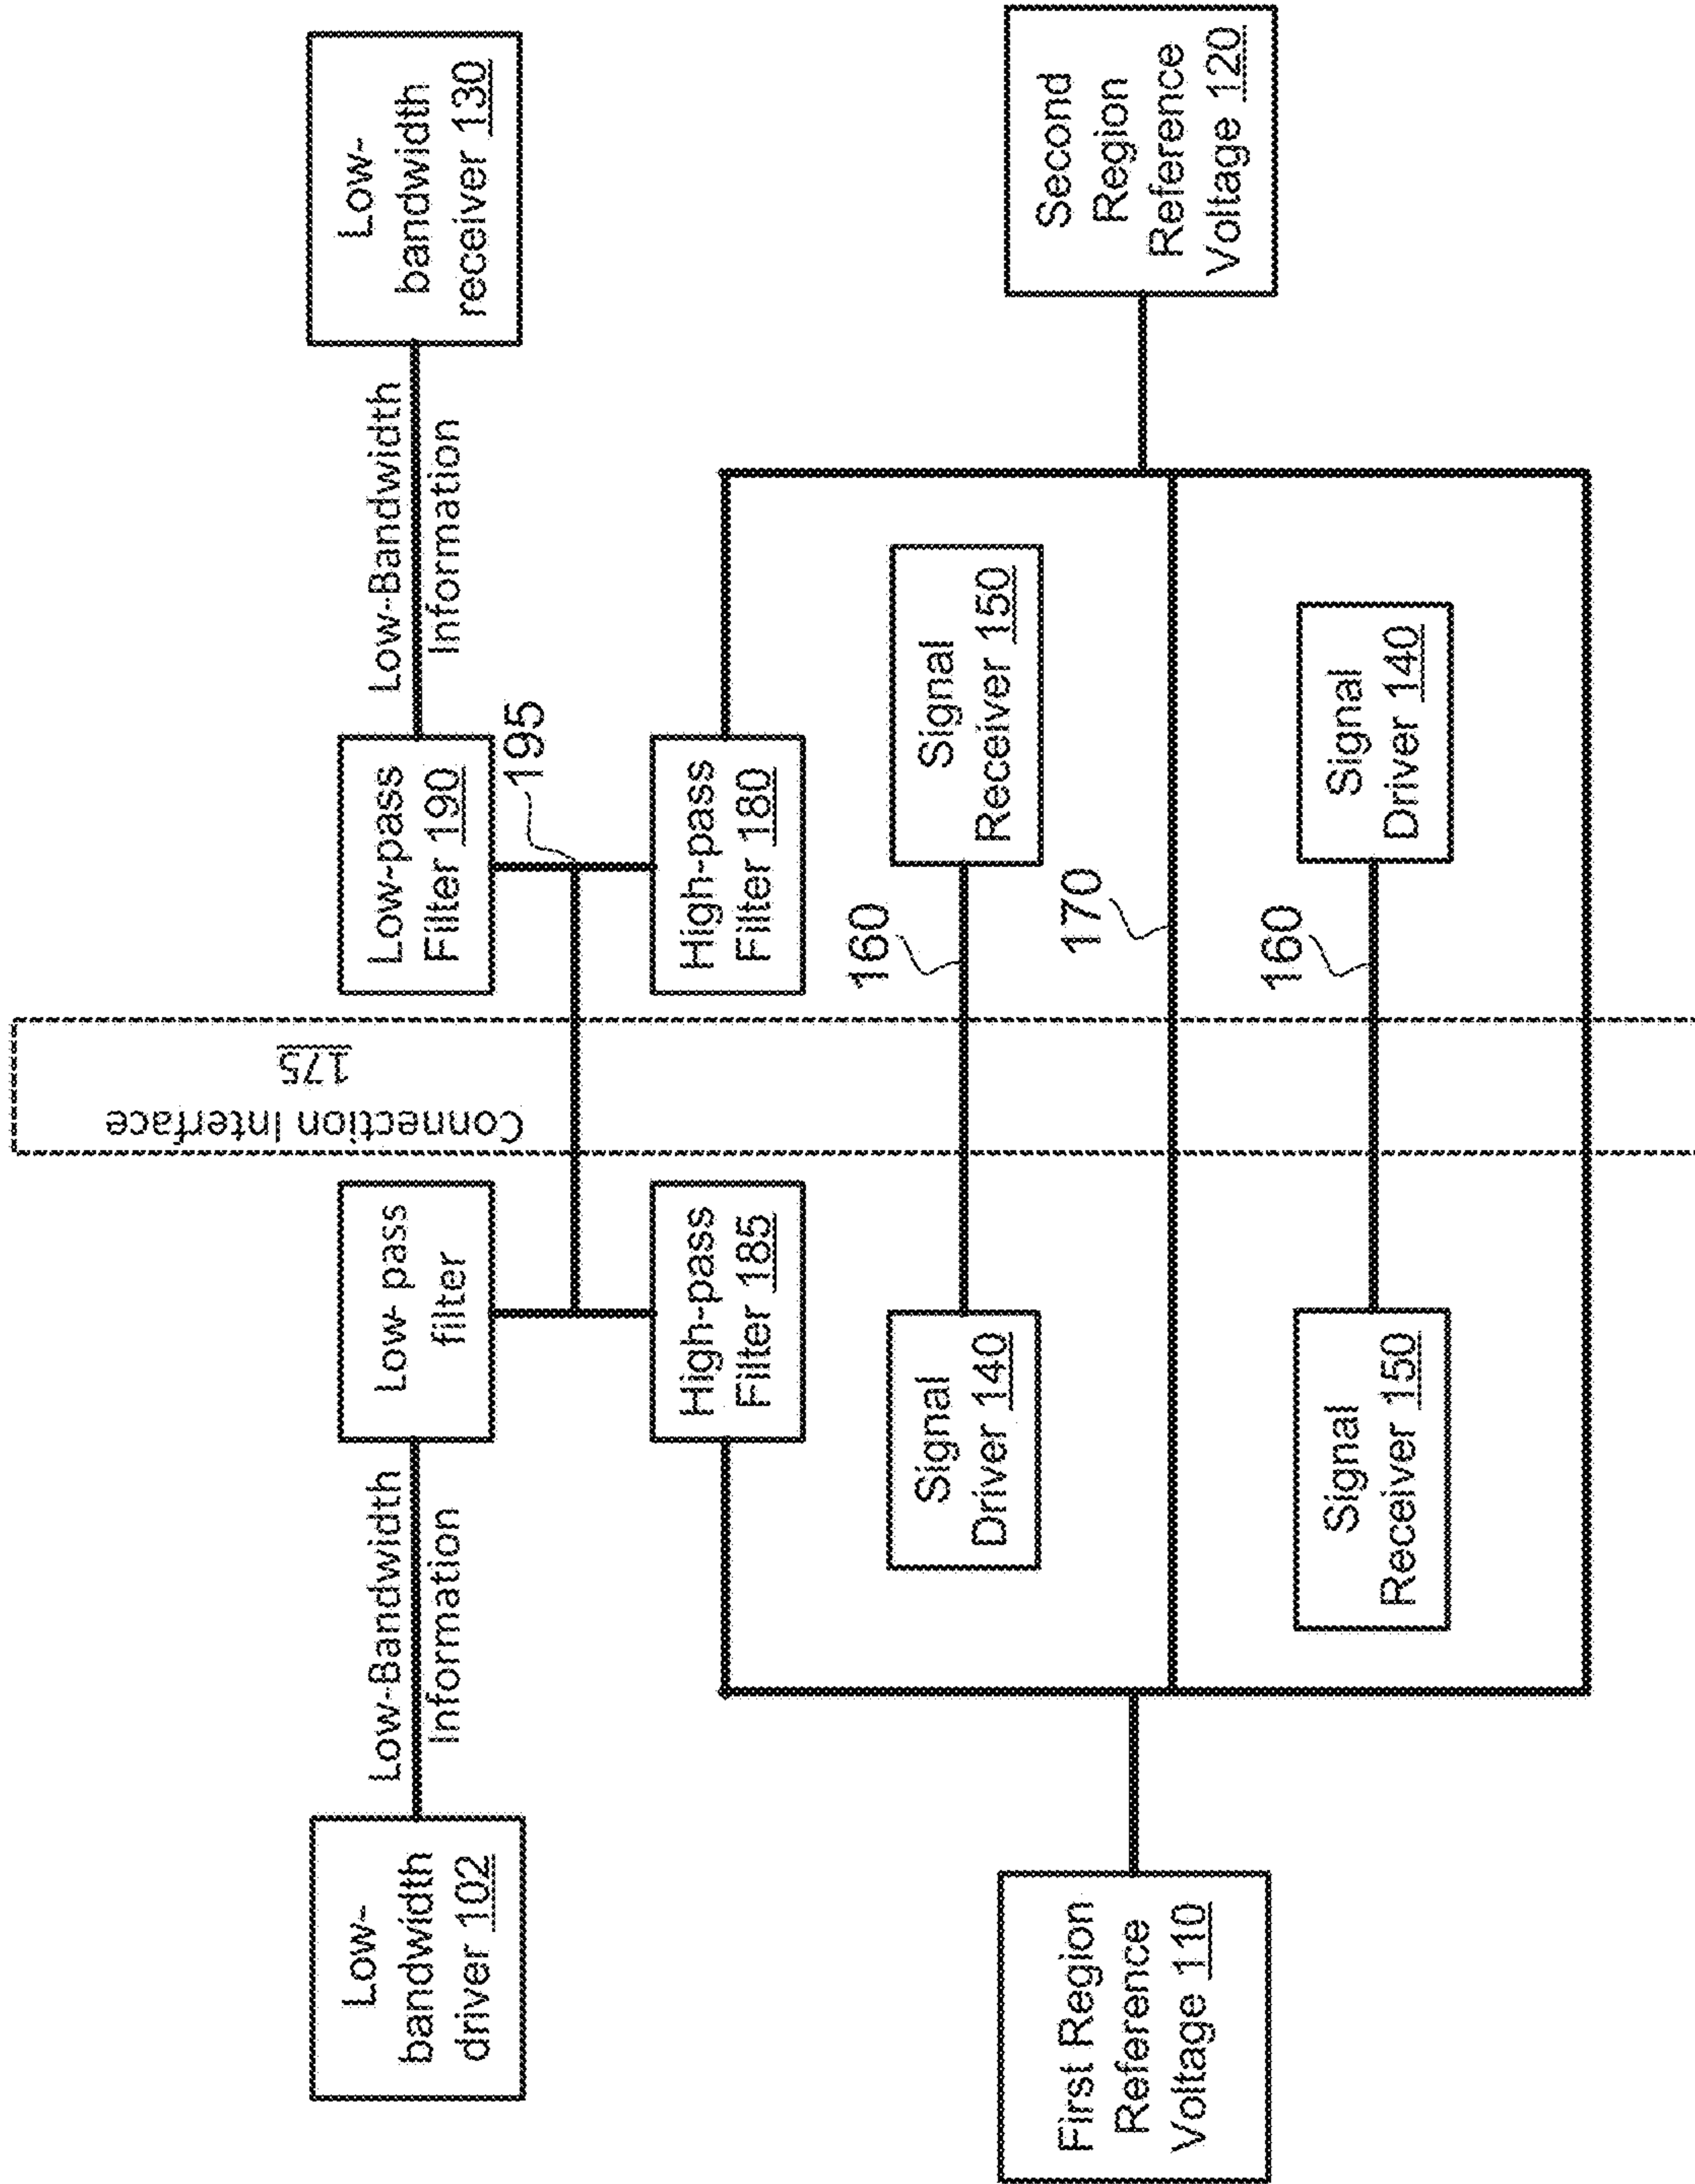 Low-
bandwidth
driver 102
Low-Bandwidth
Information
Low- pass
filter
Connection Interface
175
Low-pass
Filter 190
Low-Bandwidth
Information
Low-
bandwidth
receiver 130
195
High-pass
Filter 185
High-pass
Filter 180
Signal
Driver 140
160
Signal
Receiver 150
First Region
Reference
Voltage 110
170
Second
Region
Reference
Voltage 120
Signal
Receiver 150
160
Signal
Driver 140